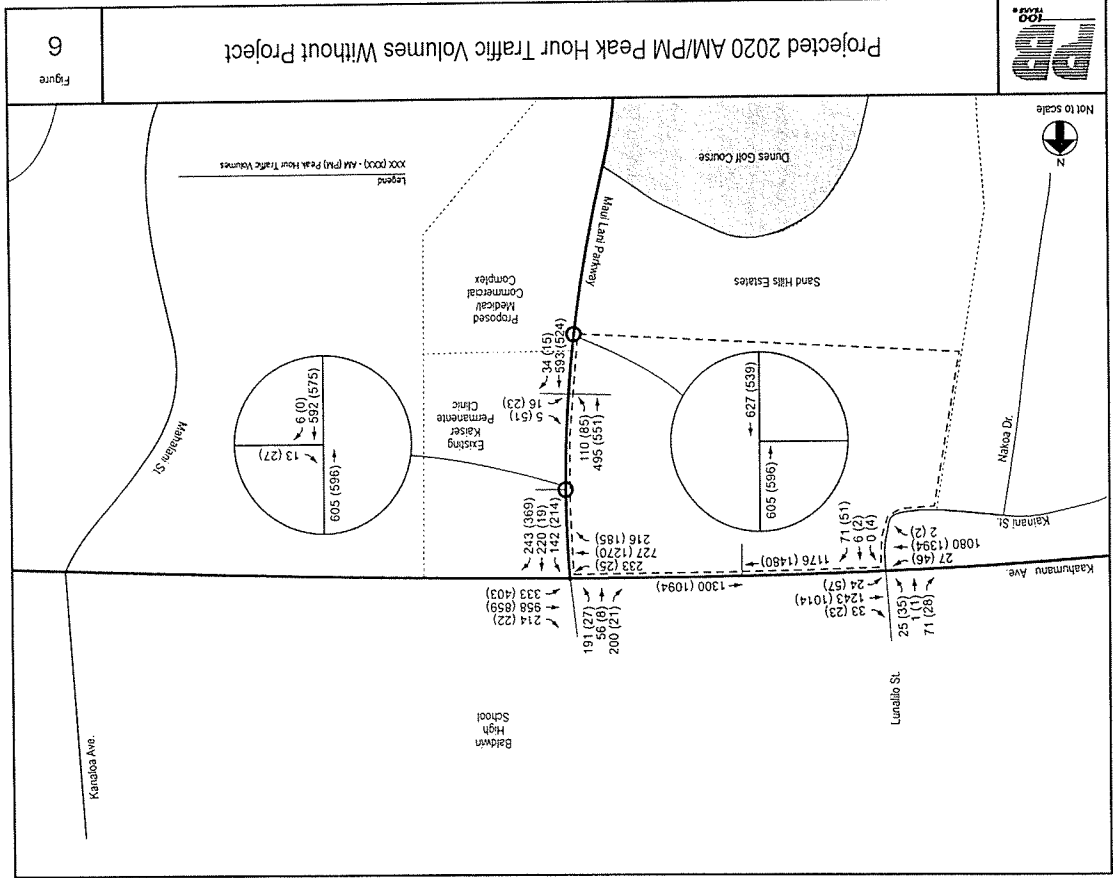 Kanaloa Ave.
Baldwin
High
School
Lunalilo St.
71 (28)
1 (1)
25 (35)
33 (23)
1243 (1014)
24 (57)
200 (21)
56 (8)
191 (27)
214 (22)
958 (859)
333 (403)
Kaahumanu Ave.
1300 (1094)
27 (46)
1080 (1394)
2 (2)
0 (4)
6 (2)
71 (51)
1176 (1480)
233 (25)
727 (1270)
216 (185)
142 (214)
220 (19)
243 (369)
Kainani St.
Nakoa Dr.
605 (596)
627 (539)
495 (551)
110 (85)
5 (51)
16 (23)
593 (524)
34 (15)
Existing
Kaiser
Permanente
Clinic
605 (596)
13 (27)
592 (575)
6 (0)
Mahalani St.
Sand Hills Estates
Maui Lani Parkway
Proposed
Medical/
Commercial
Complex
Dunes Golf Course
N
Not to scale
Legend
XXX (XXX) - AM (PM) Peak Hour Traffic Volumes
PB
100
YEARS
Projected 2020 AM/PM Peak Hour Traffic Volumes Without Project
Figure
6